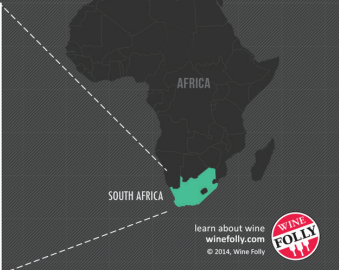 AFRICA
SOUTH AFRICA
learn about wine
winefolly.com
© 2014, Wine Folly
WINE
FOLLY